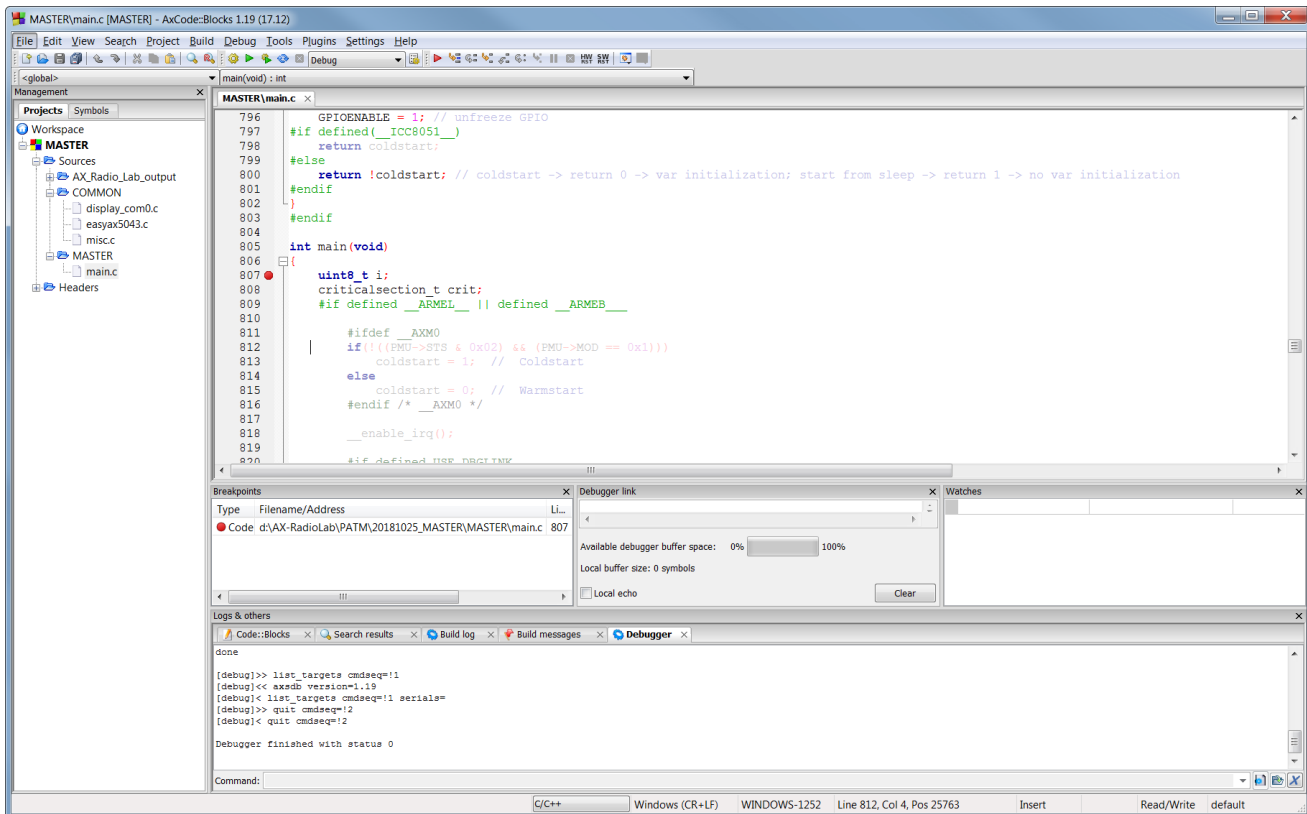 MASTER\main.c [MASTER] - AxCode::Blocks 1.19 (17.12)
File Edit View Search Project Build Debug Tools Plugins Settings Help
Debug
HW RST SW RST
<global> main(void) : int
Management
Projects Symbols
Workspace
MASTER
Sources
AX_Radio_Lab_output
COMMON
display_com0.c
easyax5043.c
misc.c
MASTER
main.c
Headers
MASTER\main.c
796 GPIOENABLE = 1; // unfreeze GPIO
797 #if defined(__ICC8051__)
798 return coldstart;
799 #else
800 return !coldstart; // coldstart -> return 0 -> var initialization; start from sleep -> return 1 -> no var initialization
801 #endif
802 }
803 #endif
804
805 int main(void)
806 {
807 uint8_t i;
808 criticalsection_t crit;
809 #if defined __ARMEL__ || defined __ARMEB___
810
811 #ifdef __AXM0
812 if(!((PMU->STS & 0x02) && (PMU->MOD == 0x1)))
813 coldstart = 1; // Coldstart
814 else
815 coldstart = 0; // Warmstart
816 #endif /* __AXM0 */
817
818 __enable_irq();
819
820 #if defined USE_DBGLINK
Breakpoints
Type Filename/Address Li...
Code d:\AX-RadioLab\PATM\20181025_MASTER\MASTER\main.c 807
Debugger link
Available debugger buffer space: 0% 100%
Local buffer size: 0 symbols
Local echo Clear
Watches
Logs & others
Code::Blocks Search results Build log Build messages Debugger
done
[debug]>> list_targets cmdseq=!1
[debug]<< axsdb version=1.19
[debug]< list_targets cmdseq=!1 serials=
[debug]>> quit cmdseq=!2
[debug]< quit cmdseq=!2
Debugger finished with status 0
Command:
C/C++ Windows (CR+LF) WINDOWS-1252 Line 812, Col 4, Pos 25763 Insert Read/Write default